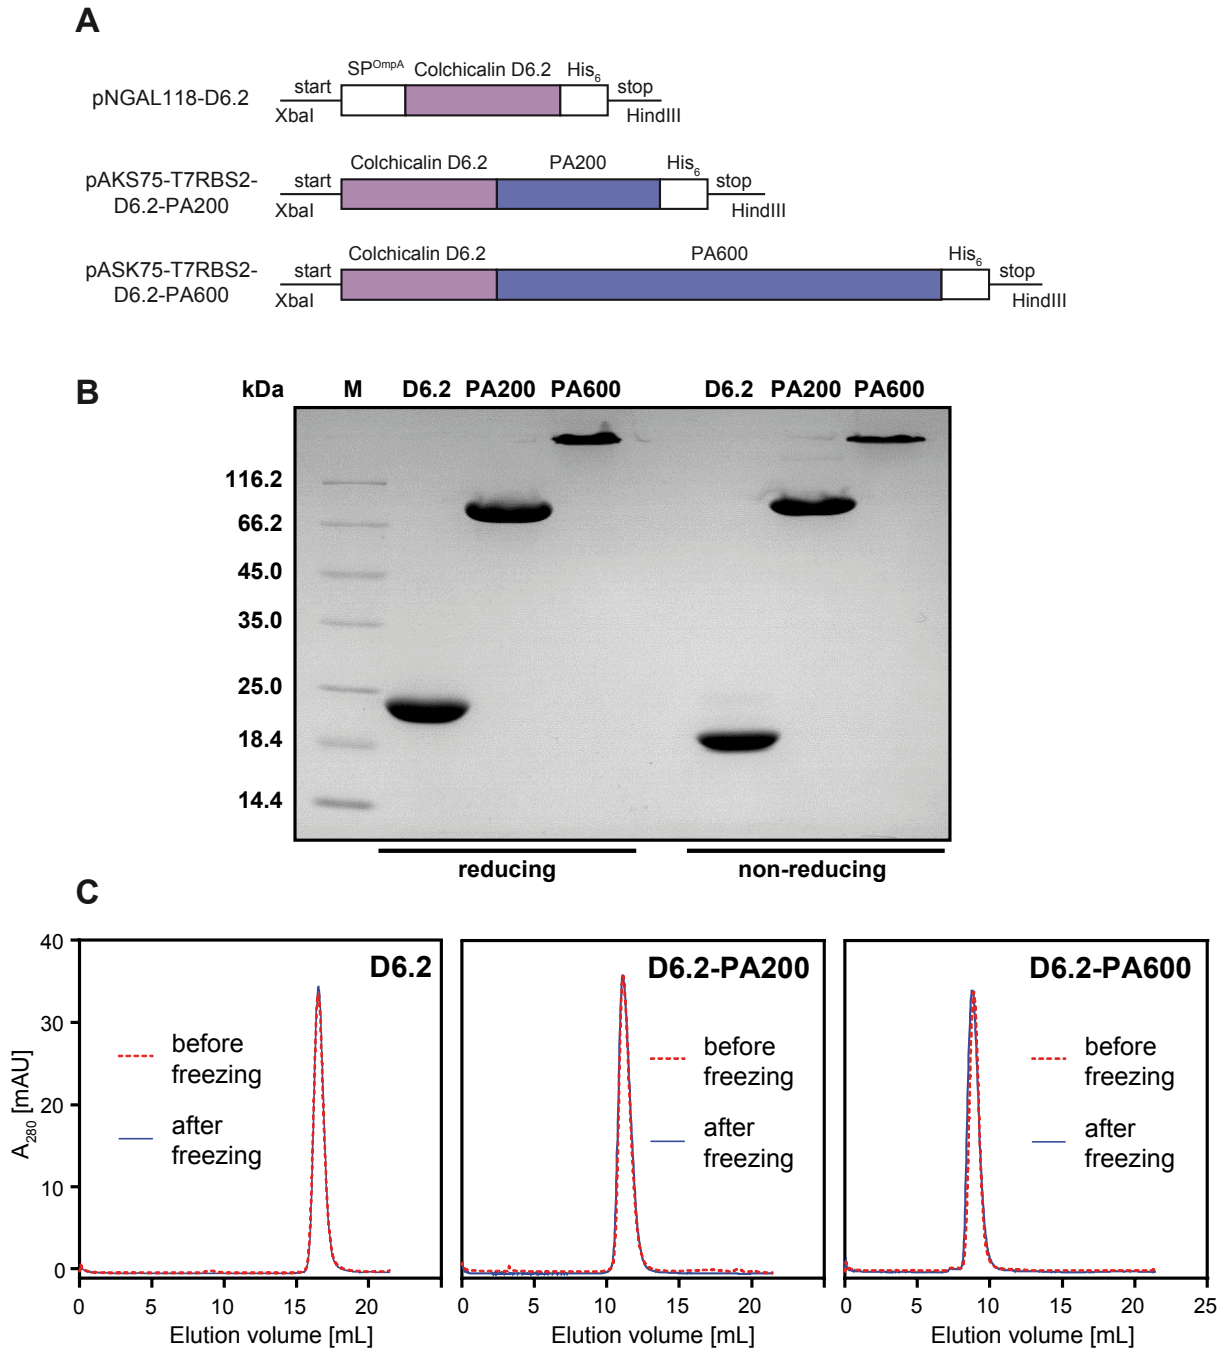 A
SP^OmpA Colchicalin D6.2 His₆
pNGAL118-D6.2 start stop
XbaI HindIII
Colchicalin D6.2 PA200 His₆
pAKS75-T7RBS2- start stop
D6.2-PA200 XbaI HindIII
Colchicalin D6.2 PA600 His₆
pASK75-T7RBS2- start stop
D6.2-PA600 XbaI HindIII
B
kDa M D6.2 PA200 PA600 D6.2 PA200 PA600
116.2
66.2
45.0
35.0
25.0
18.4
14.4
reducing non-reducing
C
A₂₈₀ [mAU]
40
30
20
10
0
D6.2
before
freezing
after
freezing
0 5 10 15 20
Elution volume [mL]
D6.2-PA200
before
freezing
after
freezing
0 5 10 15 20
Elution volume [mL]
D6.2-PA600
before
freezing
after
freezing
0 5 10 15 20 25
Elution volume [mL]